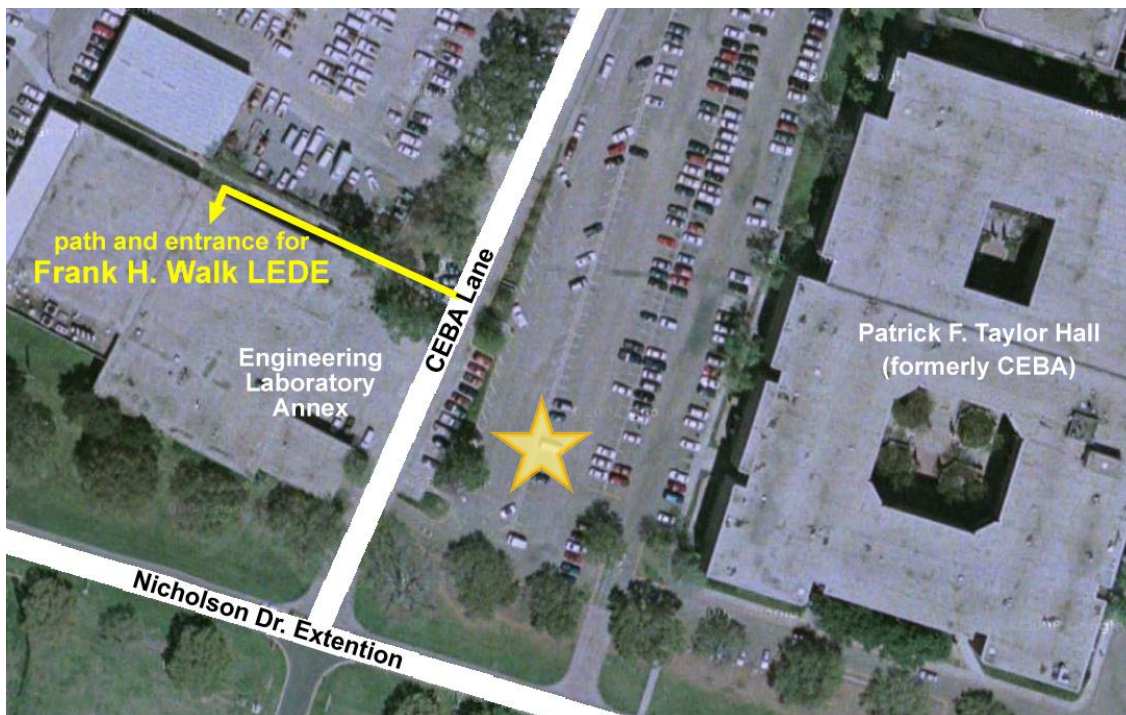 path and entrance for
Frank H. Walk LEDE
Engineering
Laboratory
Annex
CEBA Lane
Patrick F. Taylor Hall
(formerly CEBA)
Nicholson Dr. Extention